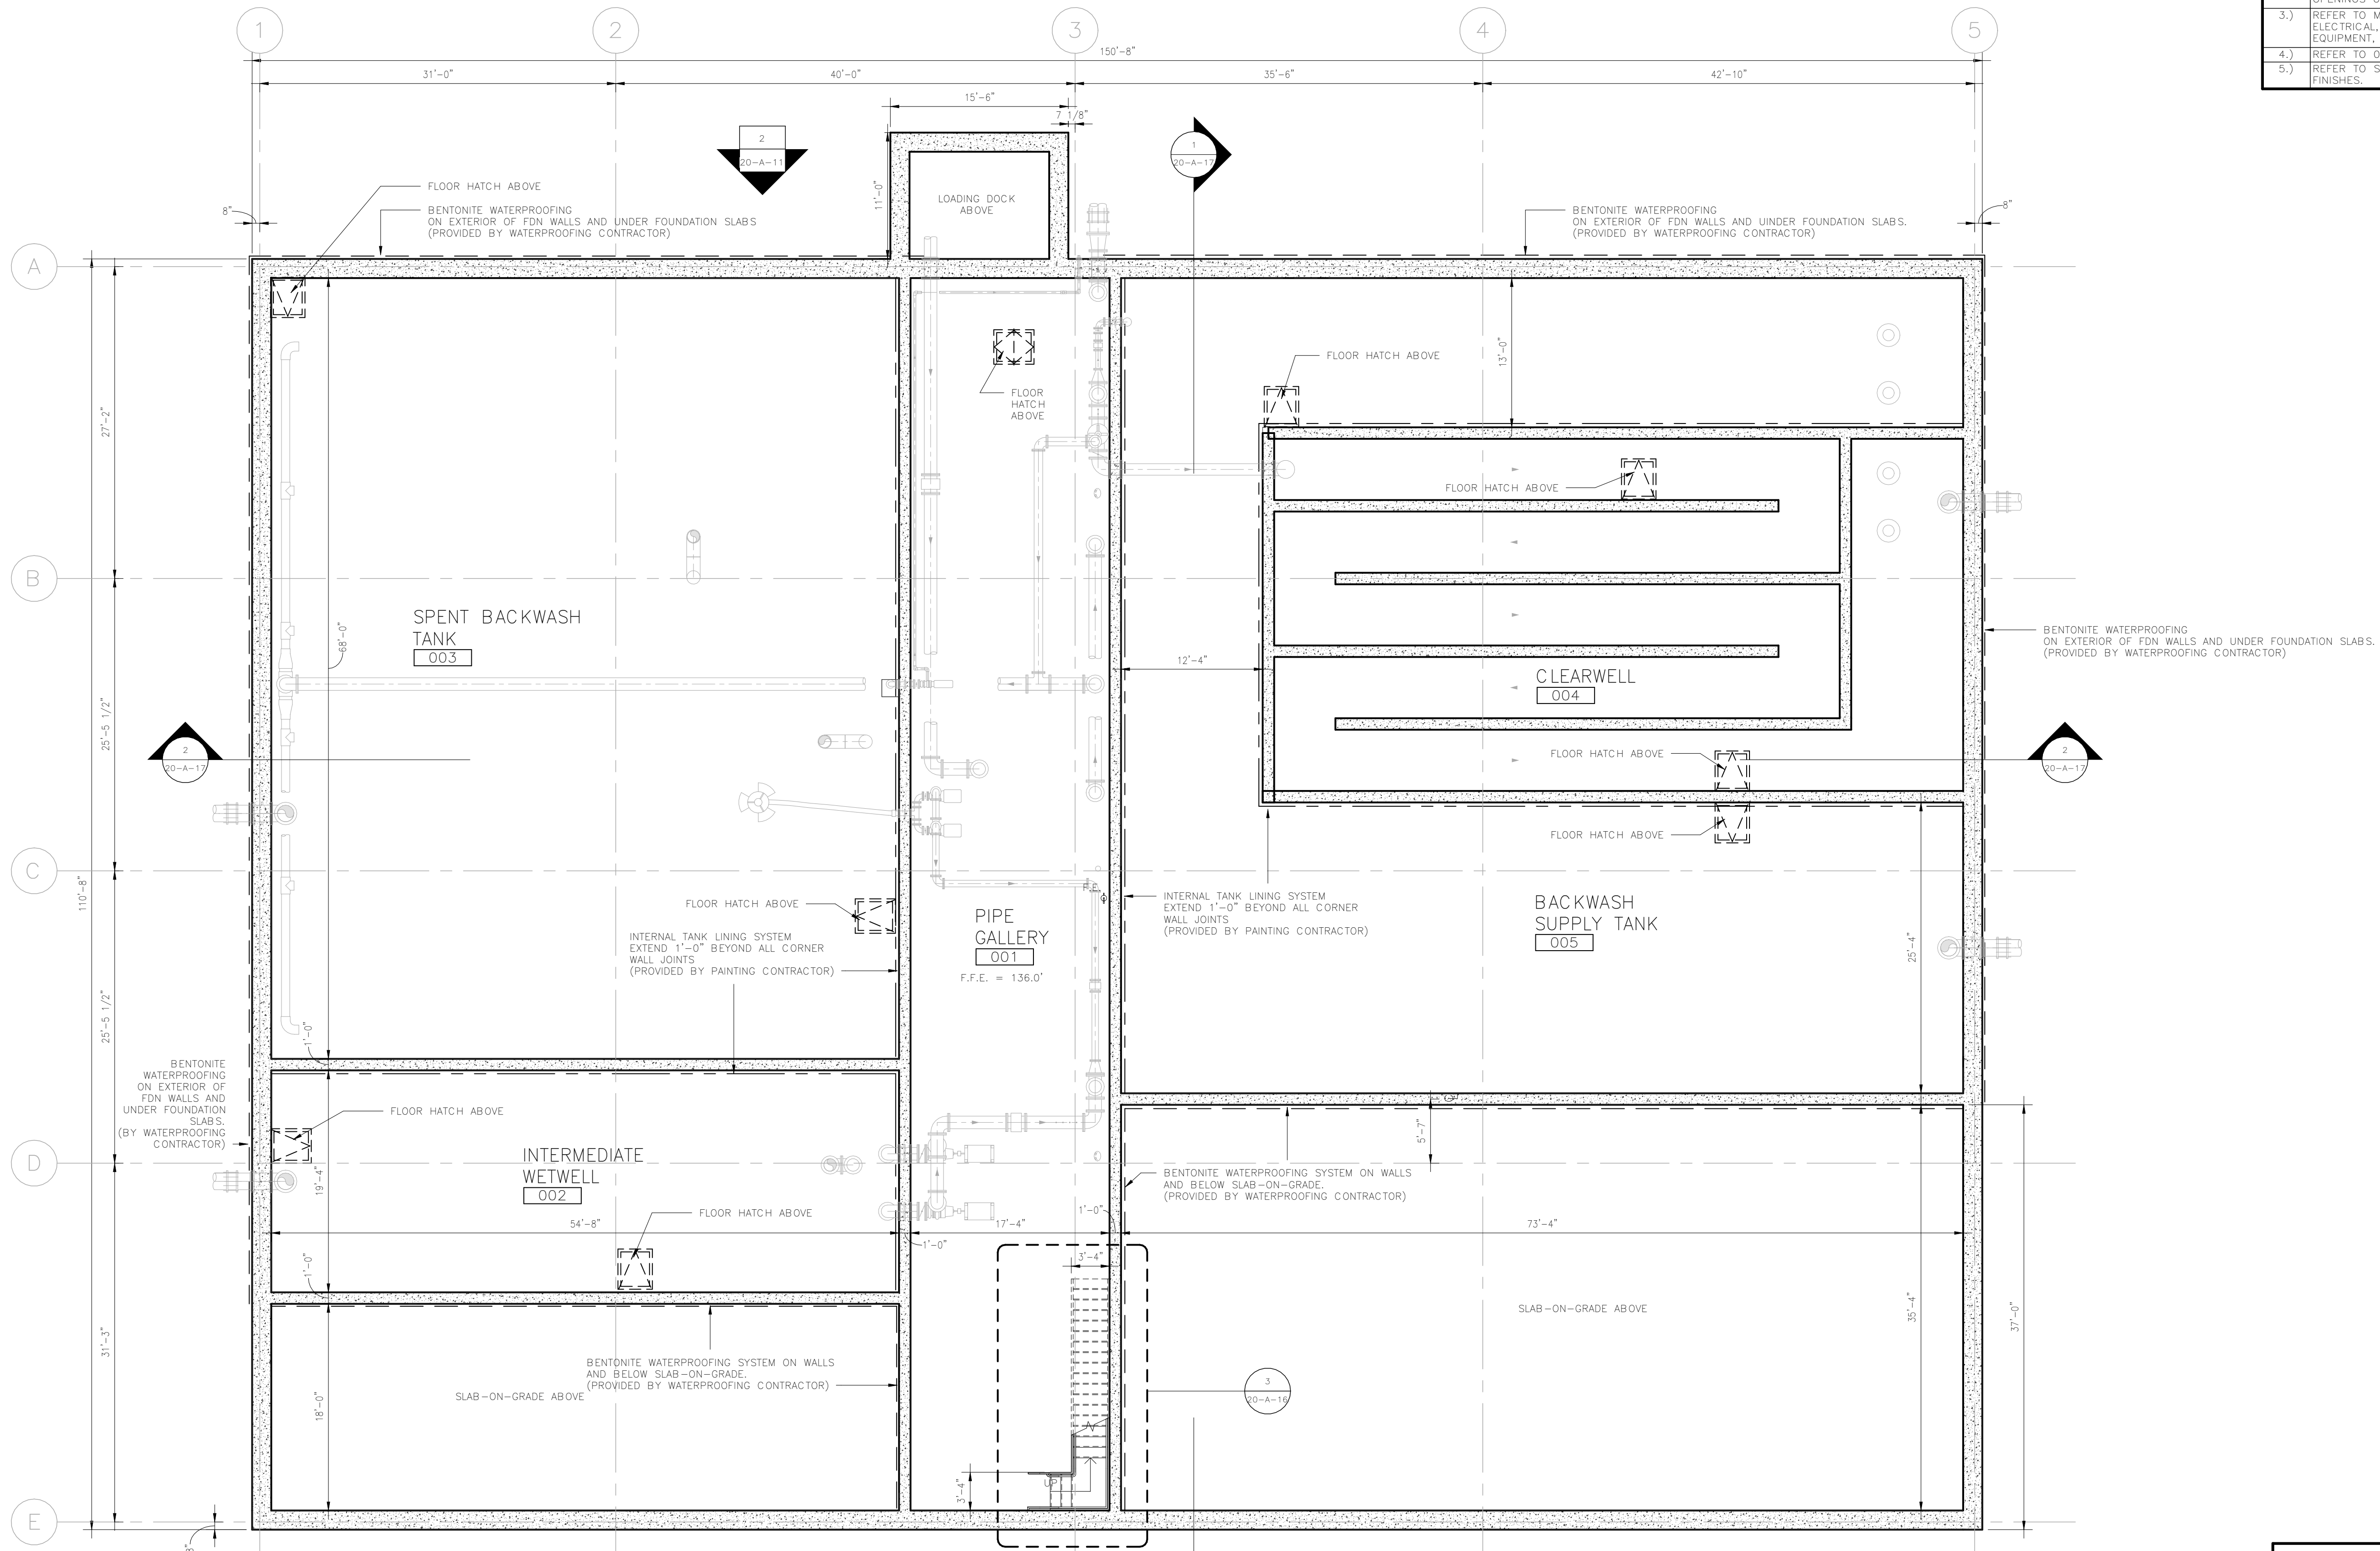 1
2
3
4
5
150'-8"
31'-0"
40'-0"
35'-6"
42'-10"
15'-6"
7 1/8"
3.)
REFER TO
ELECTRICAL,
EQUIPMENT,
4.)
REFER TO
5.)
REFER TO
FINISHES.
2
20-A-11
1
20-A-17
11'-0"
LOADING DOCK
ABOVE
FLOOR HATCH ABOVE
8"
BENTONITE WATERPROOFING
ON EXTERIOR OF FDN WALLS AND UNDER FOUNDATION SLABS
(PROVIDED BY WATERPROOFING CONTRACTOR)
BENTONITE WATERPROOFING
ON EXTERIOR OF FDN WALLS AND UINDER FOUNDATION SLABS.
(PROVIDED BY WATERPROOFING CONTRACTOR)
8"
A
FLOOR
HATCH
ABOVE
FLOOR HATCH ABOVE
13'-0"
27'-2"
FLOOR HATCH ABOVE
B
SPENT BACKWASH
TANK
003
68'-0"
BENTONITE WATERPROOFING
ON EXTERIOR OF FDN WALLS AND UNDER FOUNDATION SLABS.
(PROVIDED BY WATERPROOFING CONTRACTOR)
12'-4"
CLEARWELL
004
25'-5 1/2"
2
20-A-17
FLOOR HATCH ABOVE
2
20-A-17
FLOOR HATCH ABOVE
C
110'-8"
F.E.
FLOOR HATCH ABOVE
INTERNAL TANK LINING SYSTEM
EXTEND 1'-0" BEYOND ALL CORNER
WALL JOINTS
(PROVIDED BY PAINTING CONTRACTOR)
PIPE
GALLERY
001
F.F.E. = 136.0'
INTERNAL TANK LINING SYSTEM
EXTEND 1'-0" BEYOND ALL CORNER
WALL JOINTS
(PROVIDED BY PAINTING CONTRACTOR)
BACKWASH
SUPPLY TANK
005
25'-4"
25'-5 1/2"
1'-0"
BENTONITE
WATERPROOFING
ON EXTERIOR OF
FDN WALLS AND
UNDER FOUNDATION
SLABS.
(BY WATERPROOFING
CONTRACTOR)
FLOOR HATCH ABOVE
5'-7"
D
INTERMEDIATE
WETWELL
002
19'-4"
BENTONITE WATERPROOFING SYSTEM ON WALLS
AND BELOW SLAB-ON-GRADE.
(PROVIDED BY WATERPROOFING CONTRACTOR)
FLOOR HATCH ABOVE
54'-8"
17'-4"
1'-0"
73'-4"
1'-0"
1'-0"
3'-4"
SLAB-ON-GRADE ABOVE
35'-4"
37'-0"
31'-3"
BENTONITE WATERPROOFING SYSTEM ON WALLS
AND BELOW SLAB-ON-GRADE.
(PROVIDED BY WATERPROOFING CONTRACTOR)
SLAB-ON-GRADE ABOVE
18'-0"
3
20-A-16
UP
3'-4"
E